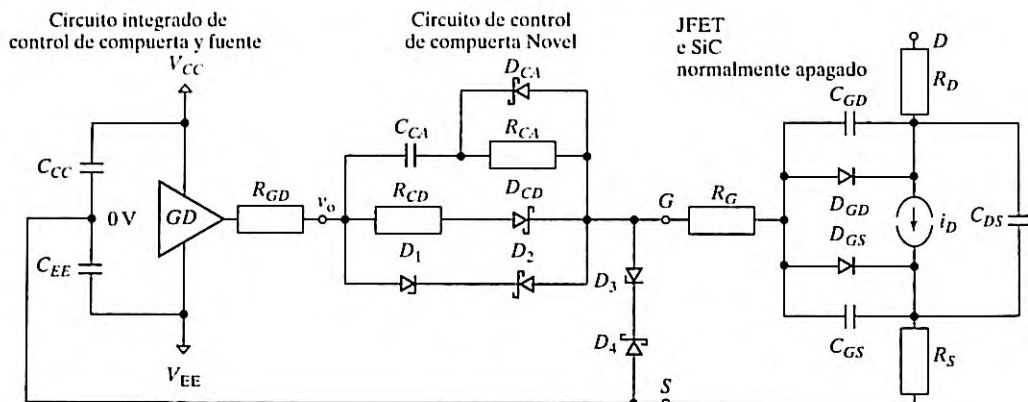 Circuito integrado de
control de compuerta y fuente
Circuito de control
de compuerta Novel
JFET
e SiC
normalmente apagado
V_CC
D_CA
D
R_D
C_GD
C_CA
R_CA
C_CC
0 V
GD
R_GD
v_o
R_CD
D_CD
G
R_G
D_GD
i_D
C_DS
C_EE
D_1
D_2
D_GS
D_3
D_4
C_GS
V_EE
S
R_S